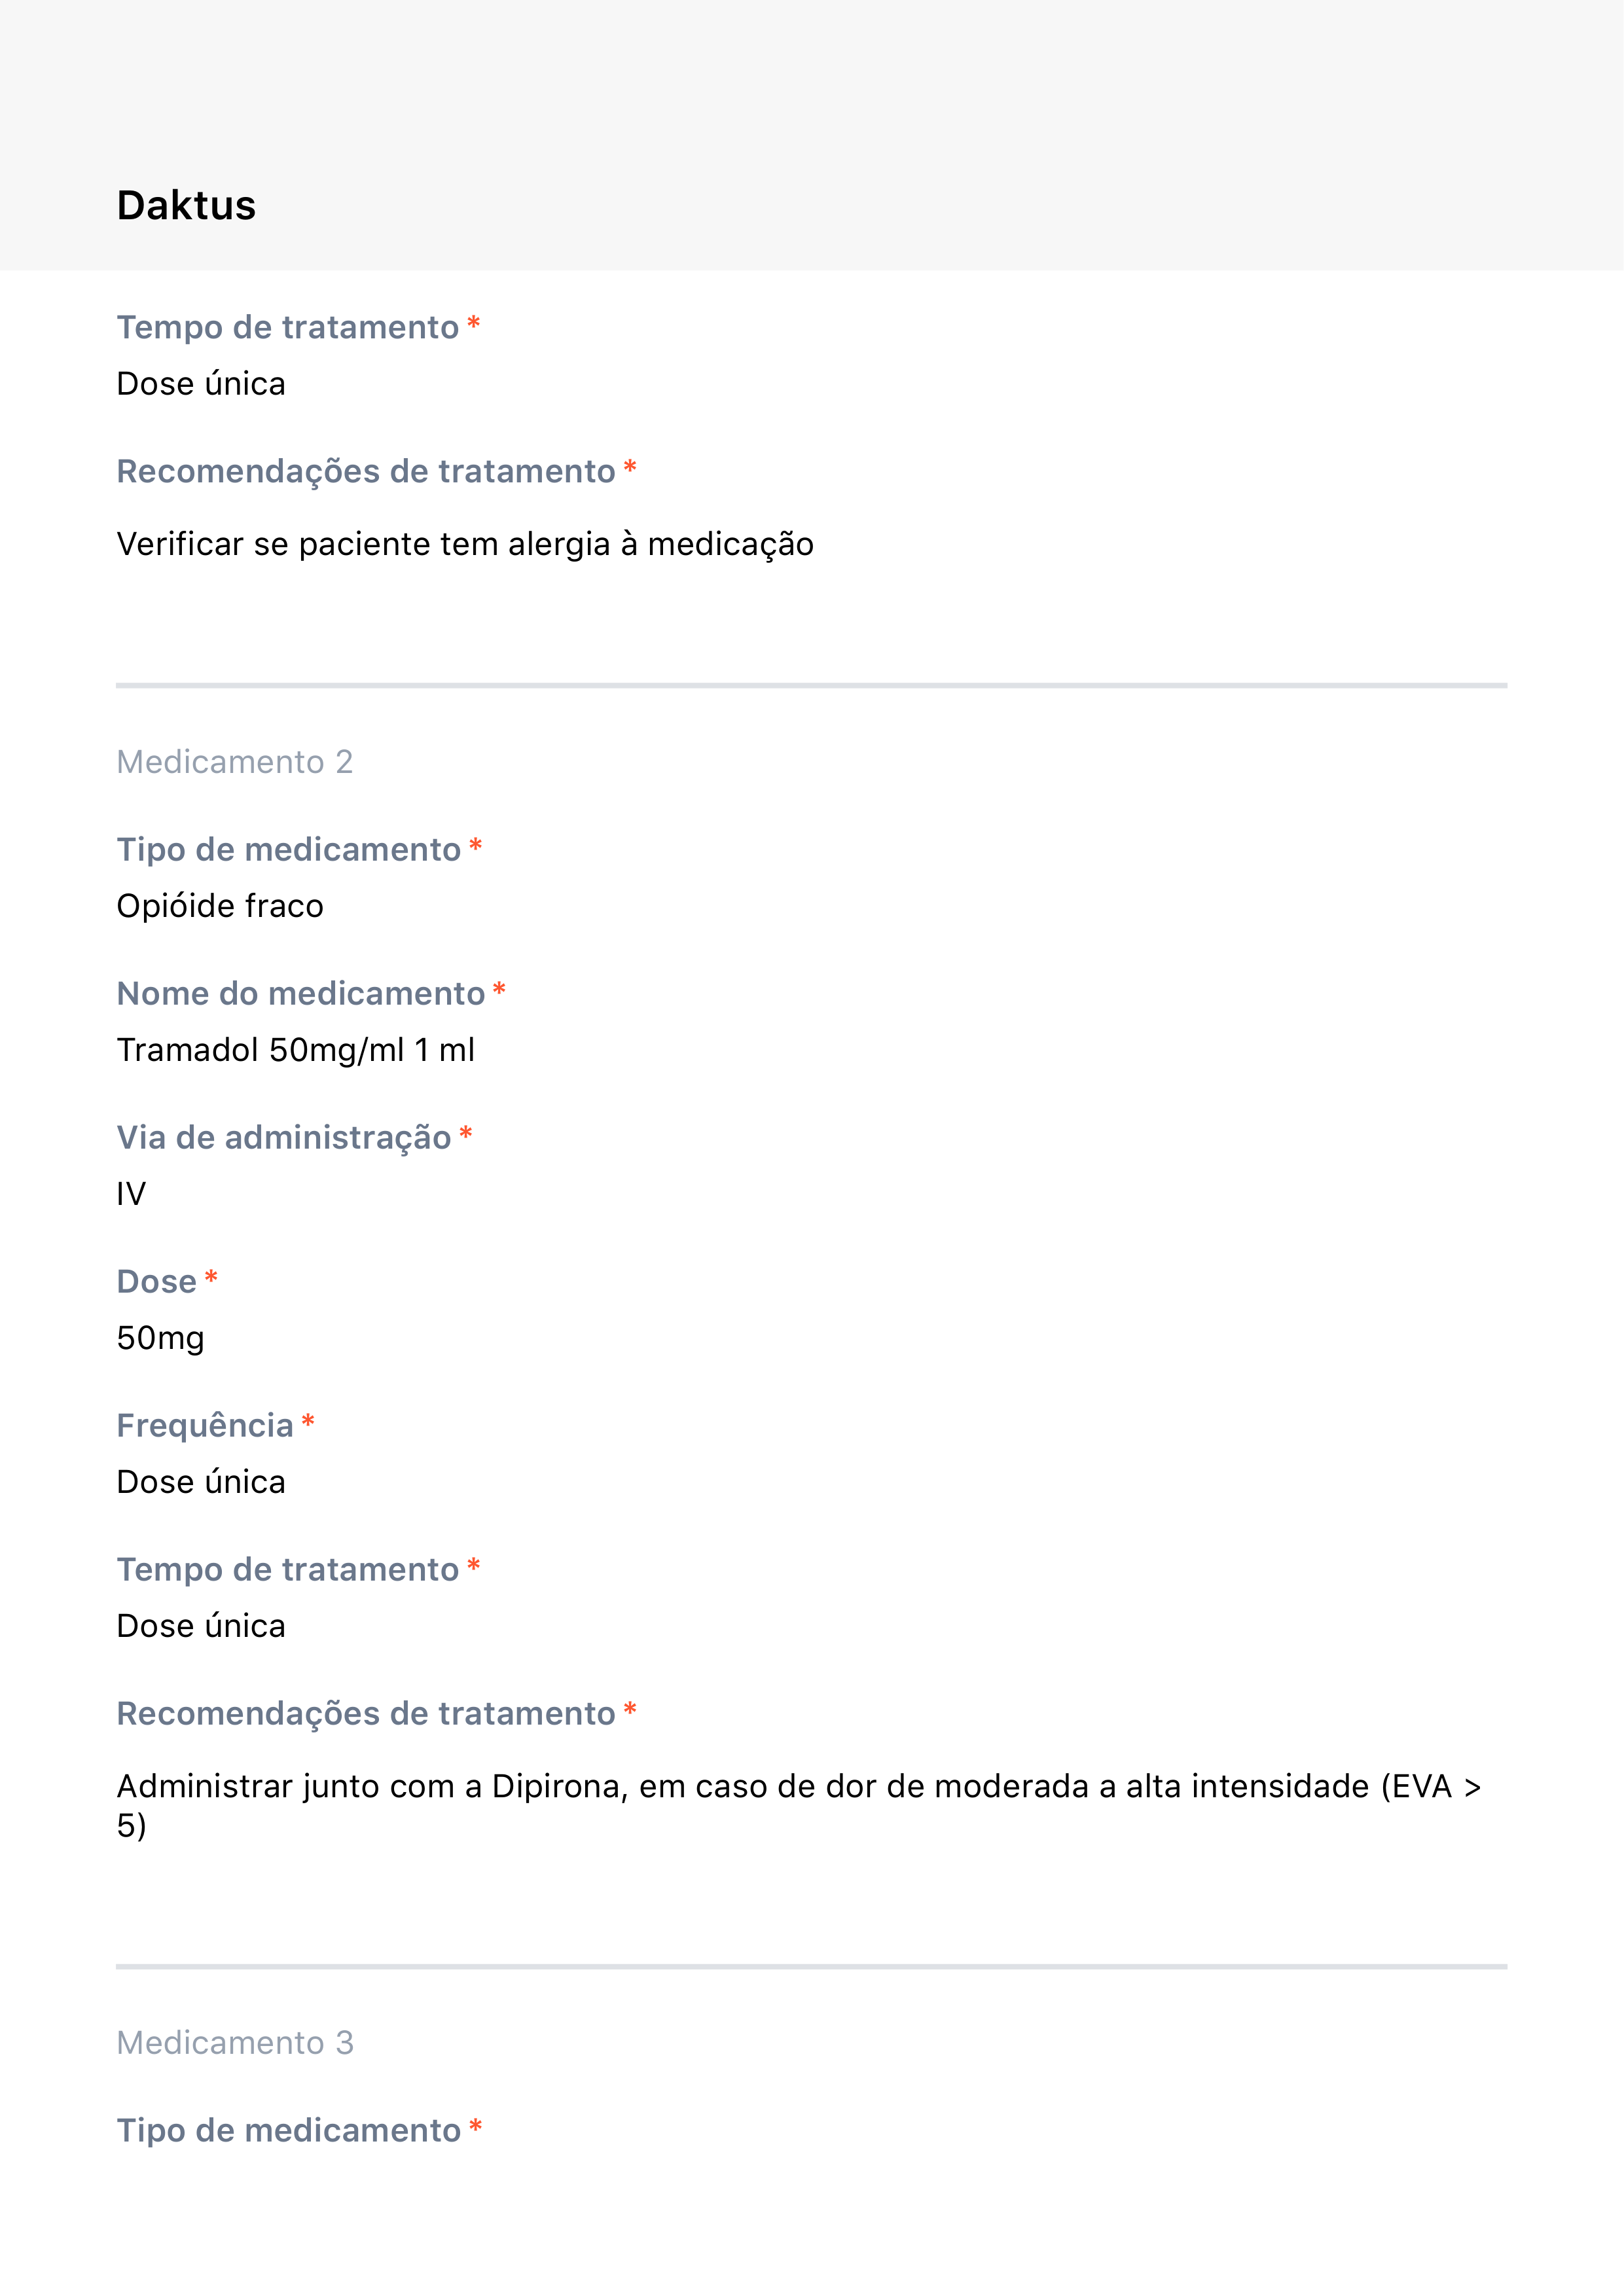 Daktus
Tempo de tratamento *
Dose única
Recomendações de tratamento *
Verificar se paciente tem alergia à medicação
Medicamento 2
Tipo de medicamento *
Opióide fraco
Nome do medicamento *
Tramadol 50mg/ml 1 ml
Via de administração *
IV
Dose *
50mg
Frequência *
Dose única
Tempo de tratamento *
Dose única
Recomendações de tratamento *
Administrar junto com a Dipirona, em caso de dor de moderada a alta intensidade (EVA >
5)
Medicamento 3
Tipo de medicamento *